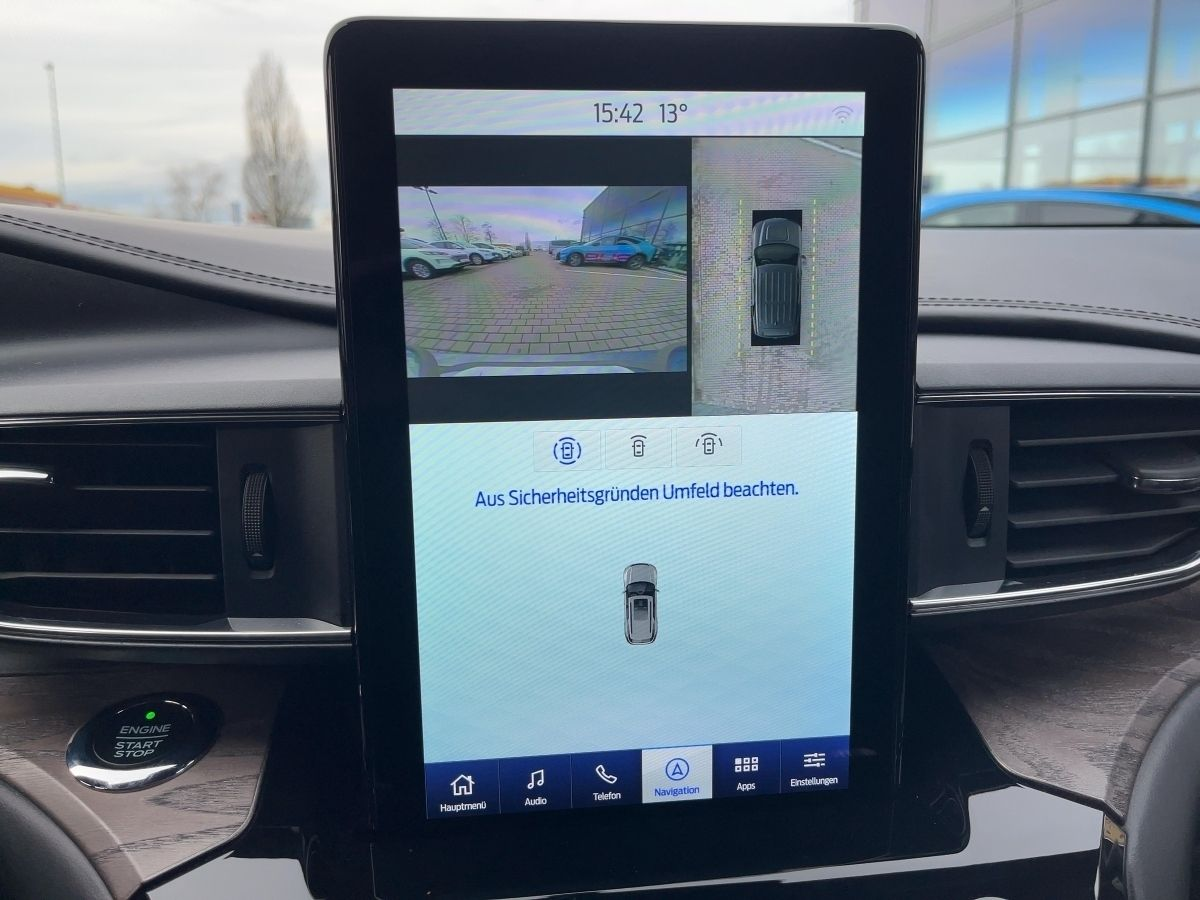 15:42 13°
Aus Sicherheitsgründen Umfeld beachten.
Hauptmenü
Audio
Telefon
Navigation
Apps
Einstellungen
ENGINE
START
STOP